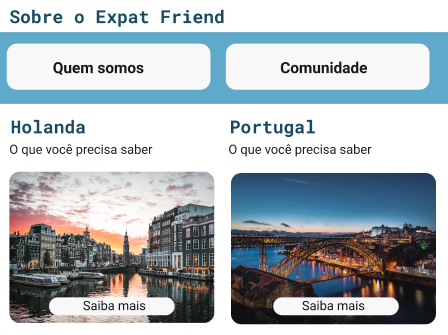 Sobre o Expat Friend
Quem somos
Comunidade
Holanda
O que você precisa saber
Saiba mais
Portugal
O que você precisa saber
Saiba mais